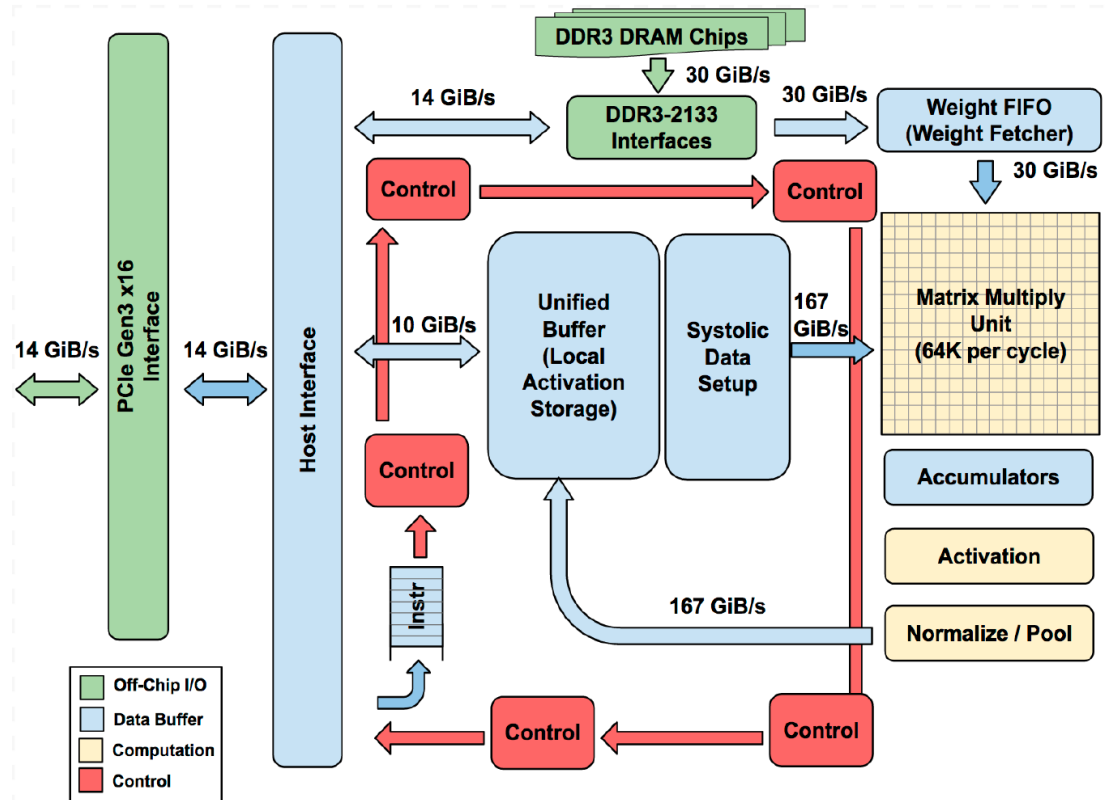 DDR3 DRAM Chips
30 GiB/s
14 GiB/s
DDR3-2133
Interfaces
30 GiB/s
Weight FIFO
(Weight Fetcher)
30 GiB/s
Control
Control
PCIe Gen3 x16
Interface
14 GiB/s
14 GiB/s
Host Interface
10 GiB/s
Unified
Buffer
(Local
Activation
Storage)
Systolic
Data
Setup
167
GiB/s
Matrix Multiply
Unit
(64K per cycle)
Control
Accumulators
Instr
Activation
167 GiB/s
Normalize / Pool
Control
Control
Off-Chip I/O
Data Buffer
Computation
Control